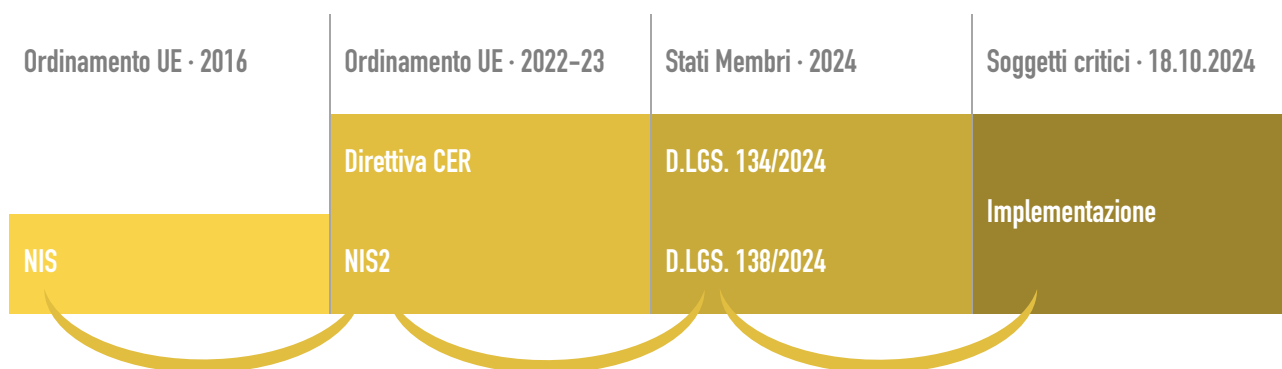 Ordinamento UE · 2016
Ordinamento UE · 2022-23
Stati Membri · 2024
Soggetti critici · 18.10.2024
Direttiva CER
D.LGS. 134/2024
Implementazione
NIS
NIS2
D.LGS. 138/2024